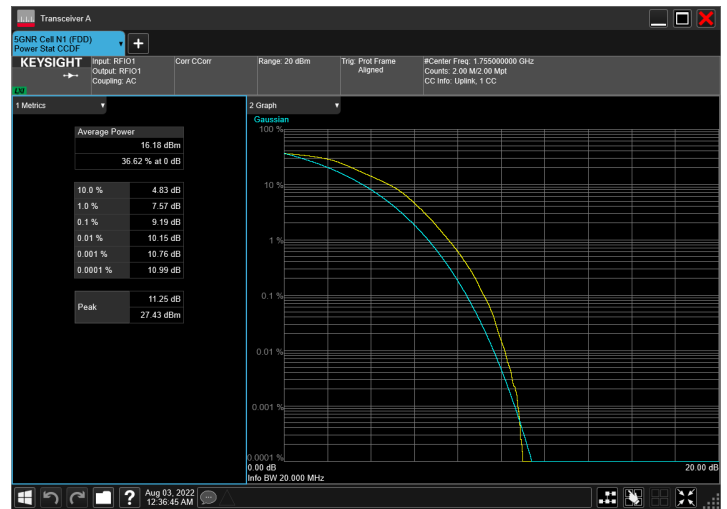 Transceiver A
5GNR Cell N1 (FDD)
Power Stat CCDF
KEYSIGHT
LXI
Input: RFIO1
Output: RFIO1
Coupling: AC
Corr CCorr
Range: 20 dBm
Trig: Prot Frame
Aligned
#Center Freq: 1.755000000 GHz
Counts: 2.00 M/2.00 Mpt
CC Info: Uplink, 1 CC
1 Metrics
Average Power
16.18 dBm
36.62 % at 0 dB
10.0 % 4.83 dB
1.0 % 7.57 dB
0.1 % 9.19 dB
0.01 % 10.15 dB
0.001 % 10.76 dB
0.0001 % 10.99 dB
Peak
11.25 dB
27.43 dBm
2 Graph
Gaussian
100 %
10 %
1 %
0.1 %
0.01 %
0.001 %
0.0001 %
0.00 dB 20.00 dB
Info BW 20.000 MHz
? Aug 03, 2022
12:36:45 AM